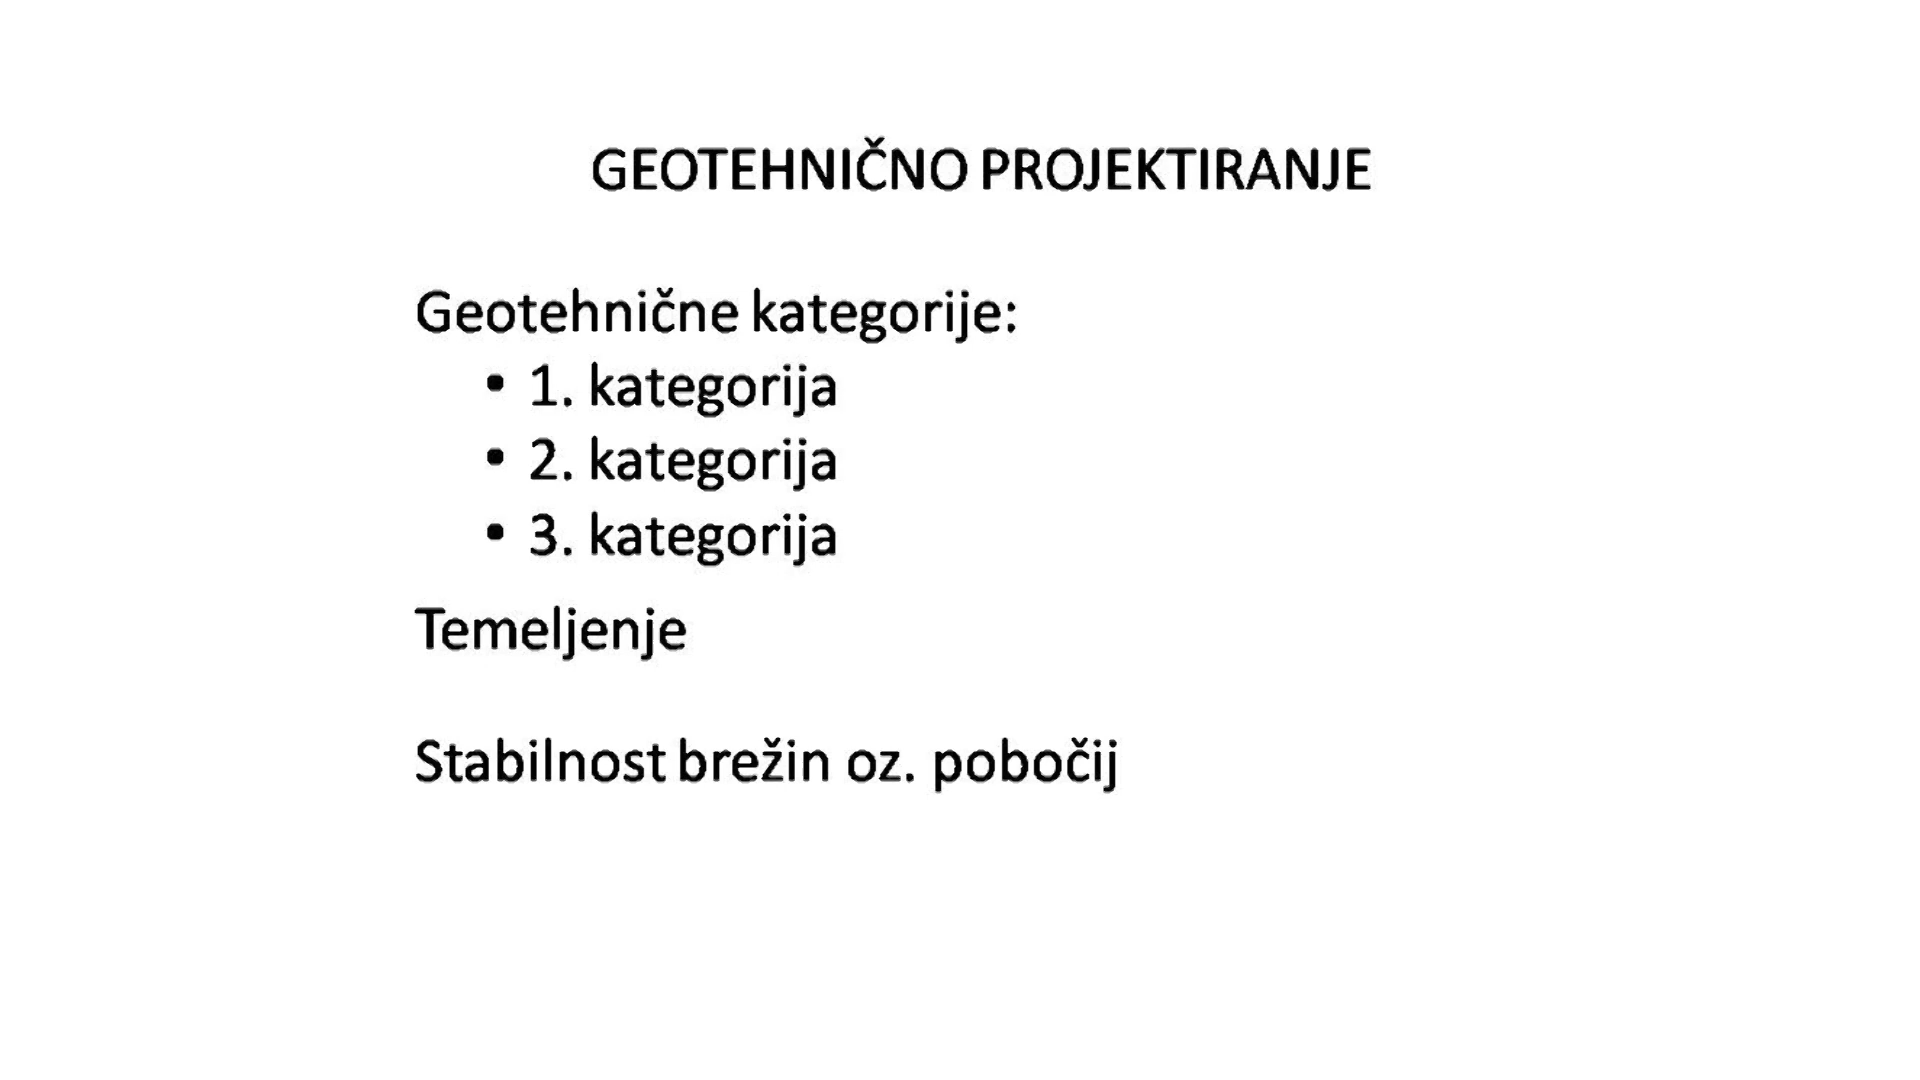 GEOTEHNIČNO PROJEKTIRANJE
Geotehnične kategorije:
• 1. kategorija
• 2. kategorija
• 3. kategorija
Temeljenje
Stabilnost brežin oz. pobočij